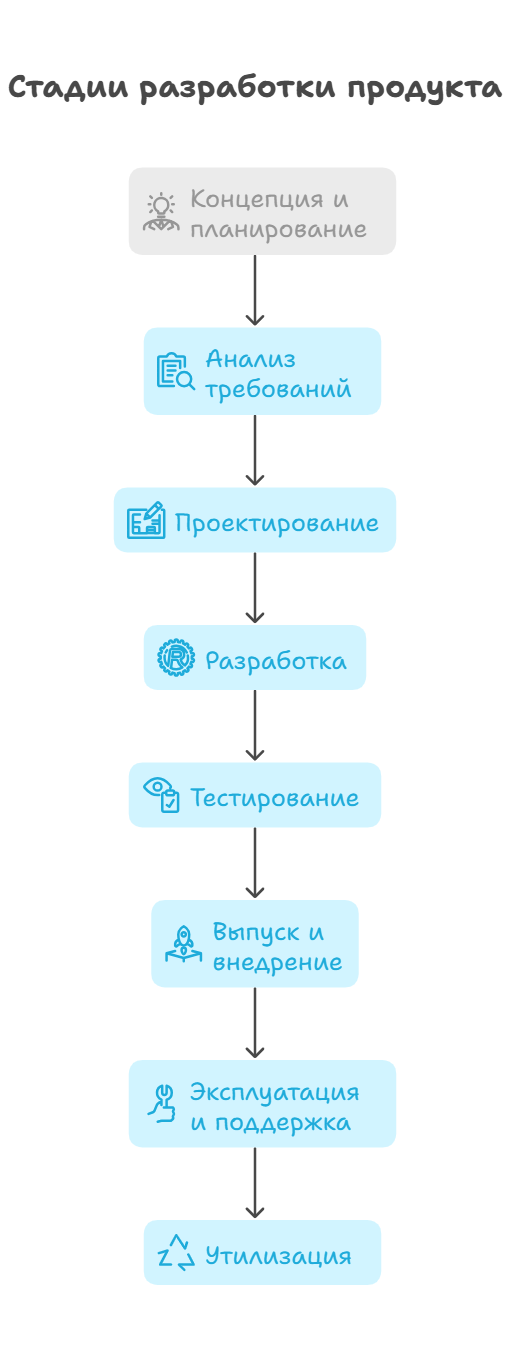 Стадии разработки продукта
Концепция и
планирование
Анализ
требований
Проектирование
Разработка
Тестирование
Выпуск и
внедрение
Эксплуатация
и поддержка
Утилизация